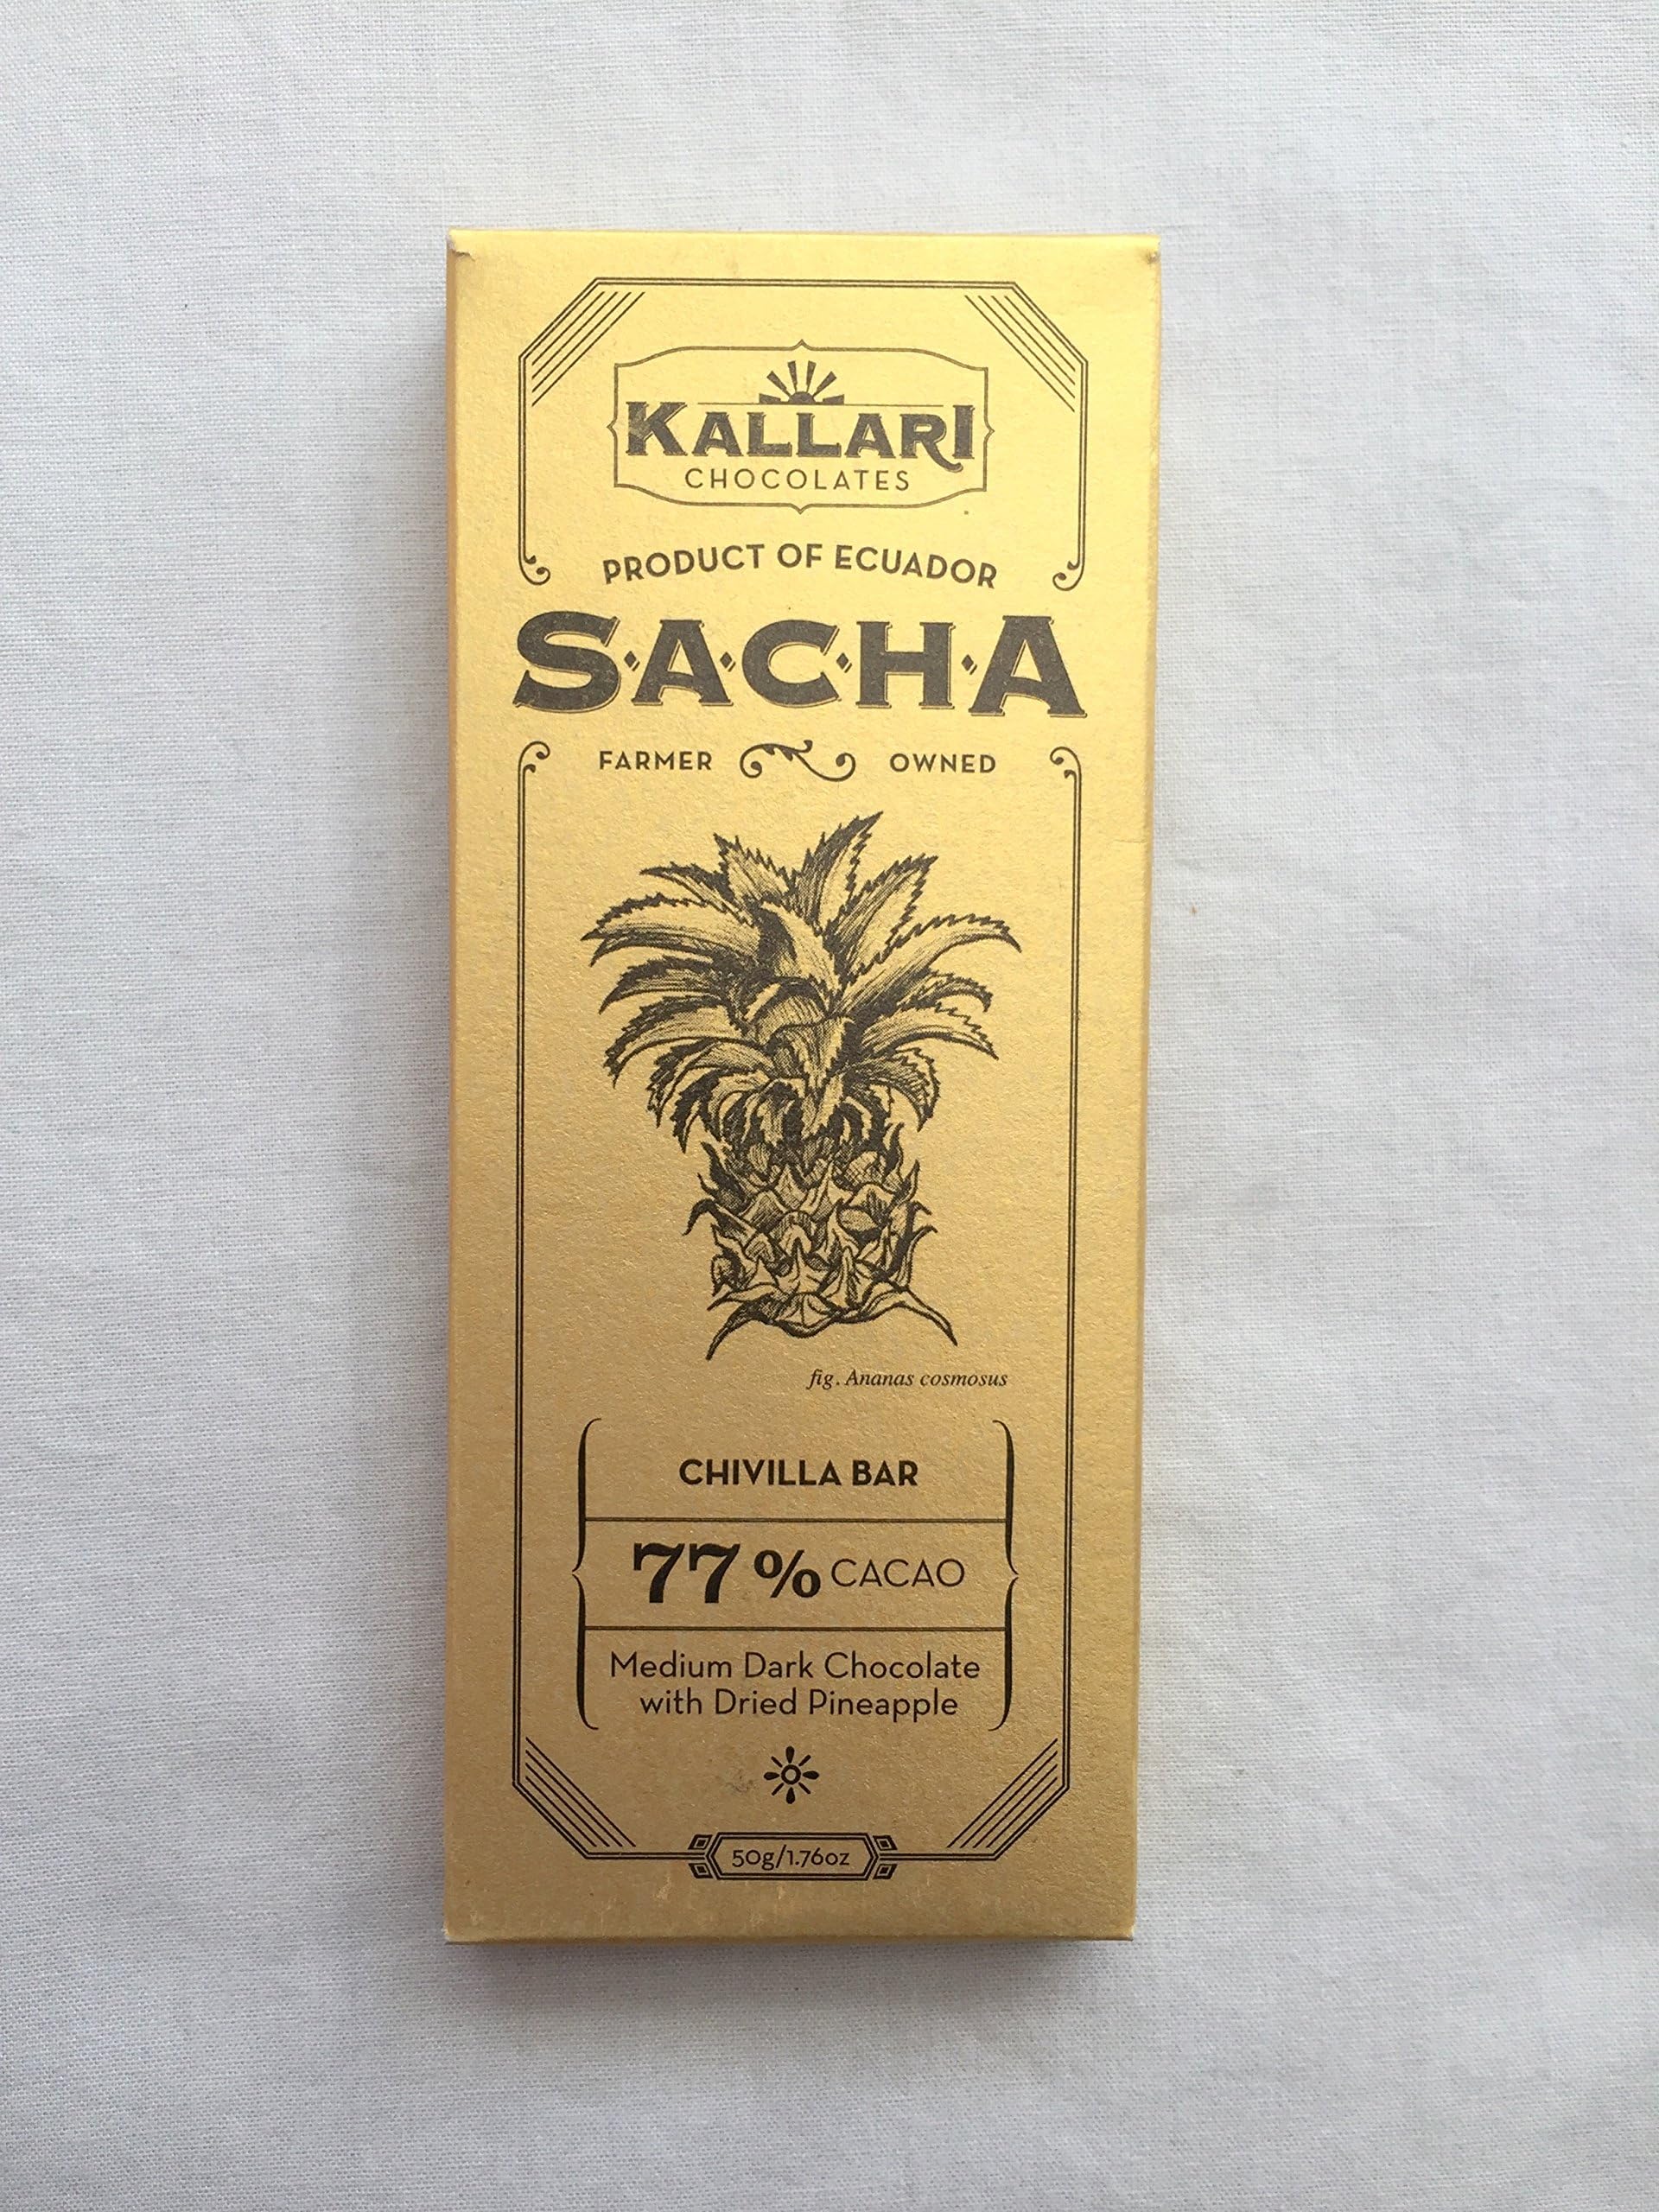 KALLARI
CHOCOLATES
PRODUCT OF ECUADOR
S·A·C·H·A
FARMER OWNED
fig. Ananas cosmosus
CHIVILLA BAR
77% CACAO
Medium Dark Chocolate
with Dried Pineapple
50g/1.76oz